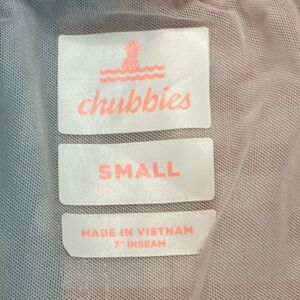 chubbies
SMALL
MADE IN VIETNAM
7" INSEAM